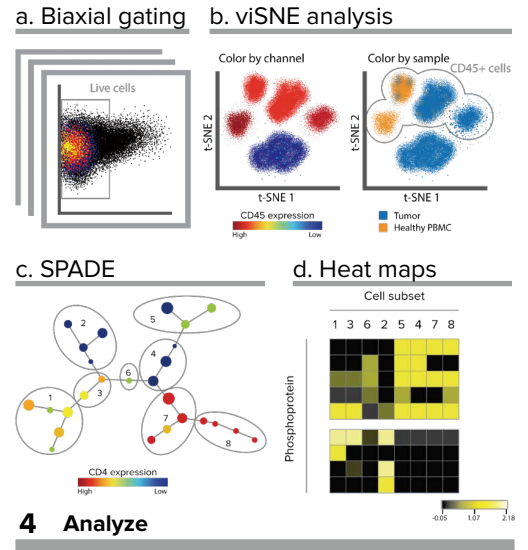 a. Biaxial gating
Live cells
b. viSNE analysis
Color by channel
t-SNE 2
t-SNE 1
CD45 expression
High
Low
Color by sample
CD45+ cells
t-SNE 2
t-SNE 1
Tumor
Healthy PBMC
c. SPADE
2
5
4
6
3
1
7
8
CD4 expression
High
Low
d. Heat maps
Cell subset
1 3 6 2 5 4 7 8
Phosphoprotein
-0.05 1.07 2.18
4 Analyze